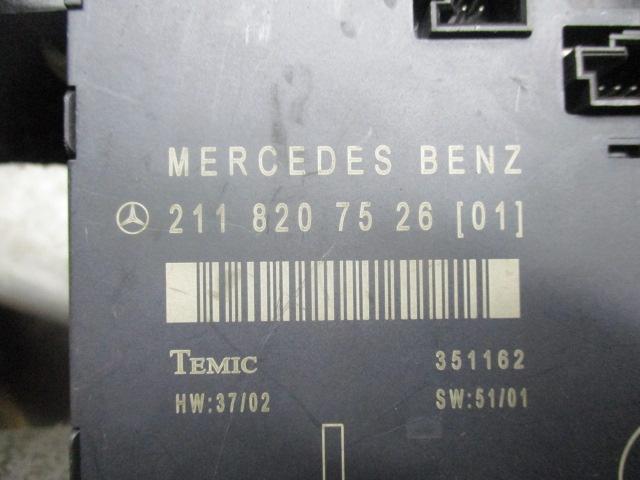 MERCEDES BENZ
211 820 75 26 [01]
TEMIC 351162
HW:37/02 SW:51/01